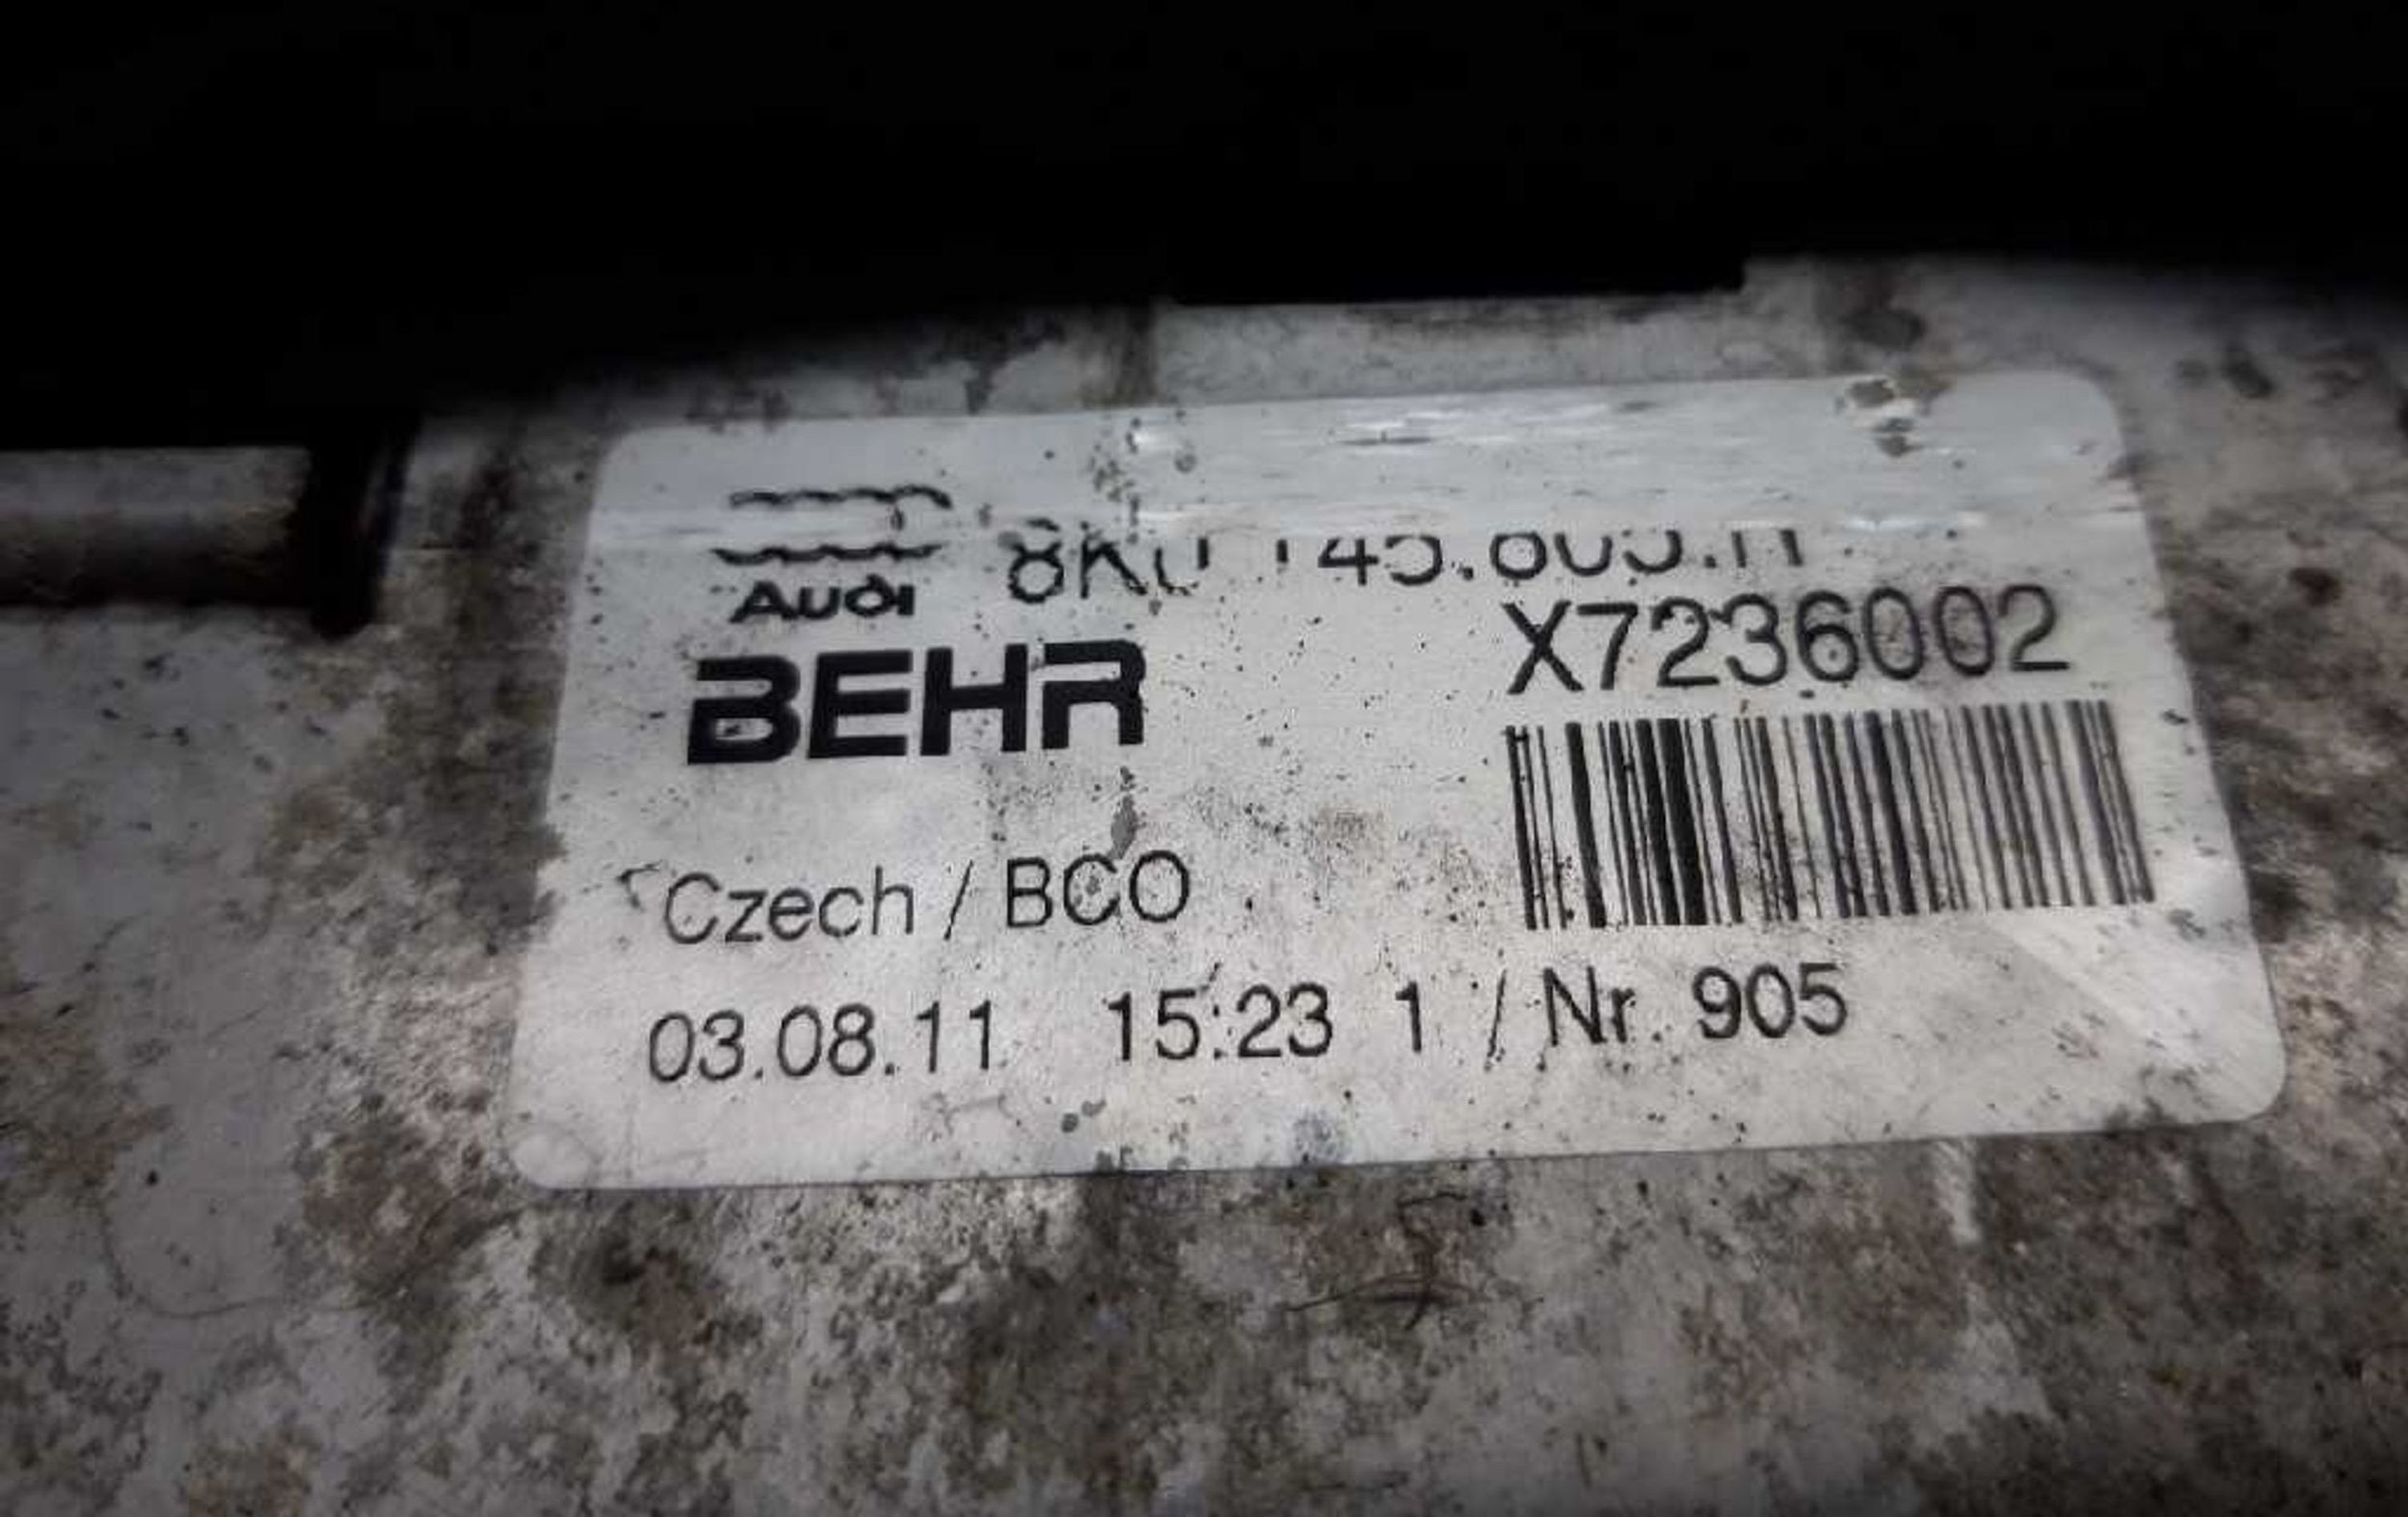 Audi
BEHR
X7236002
Czech / BCO
03.08.11 15:23 1 / Nr. 905